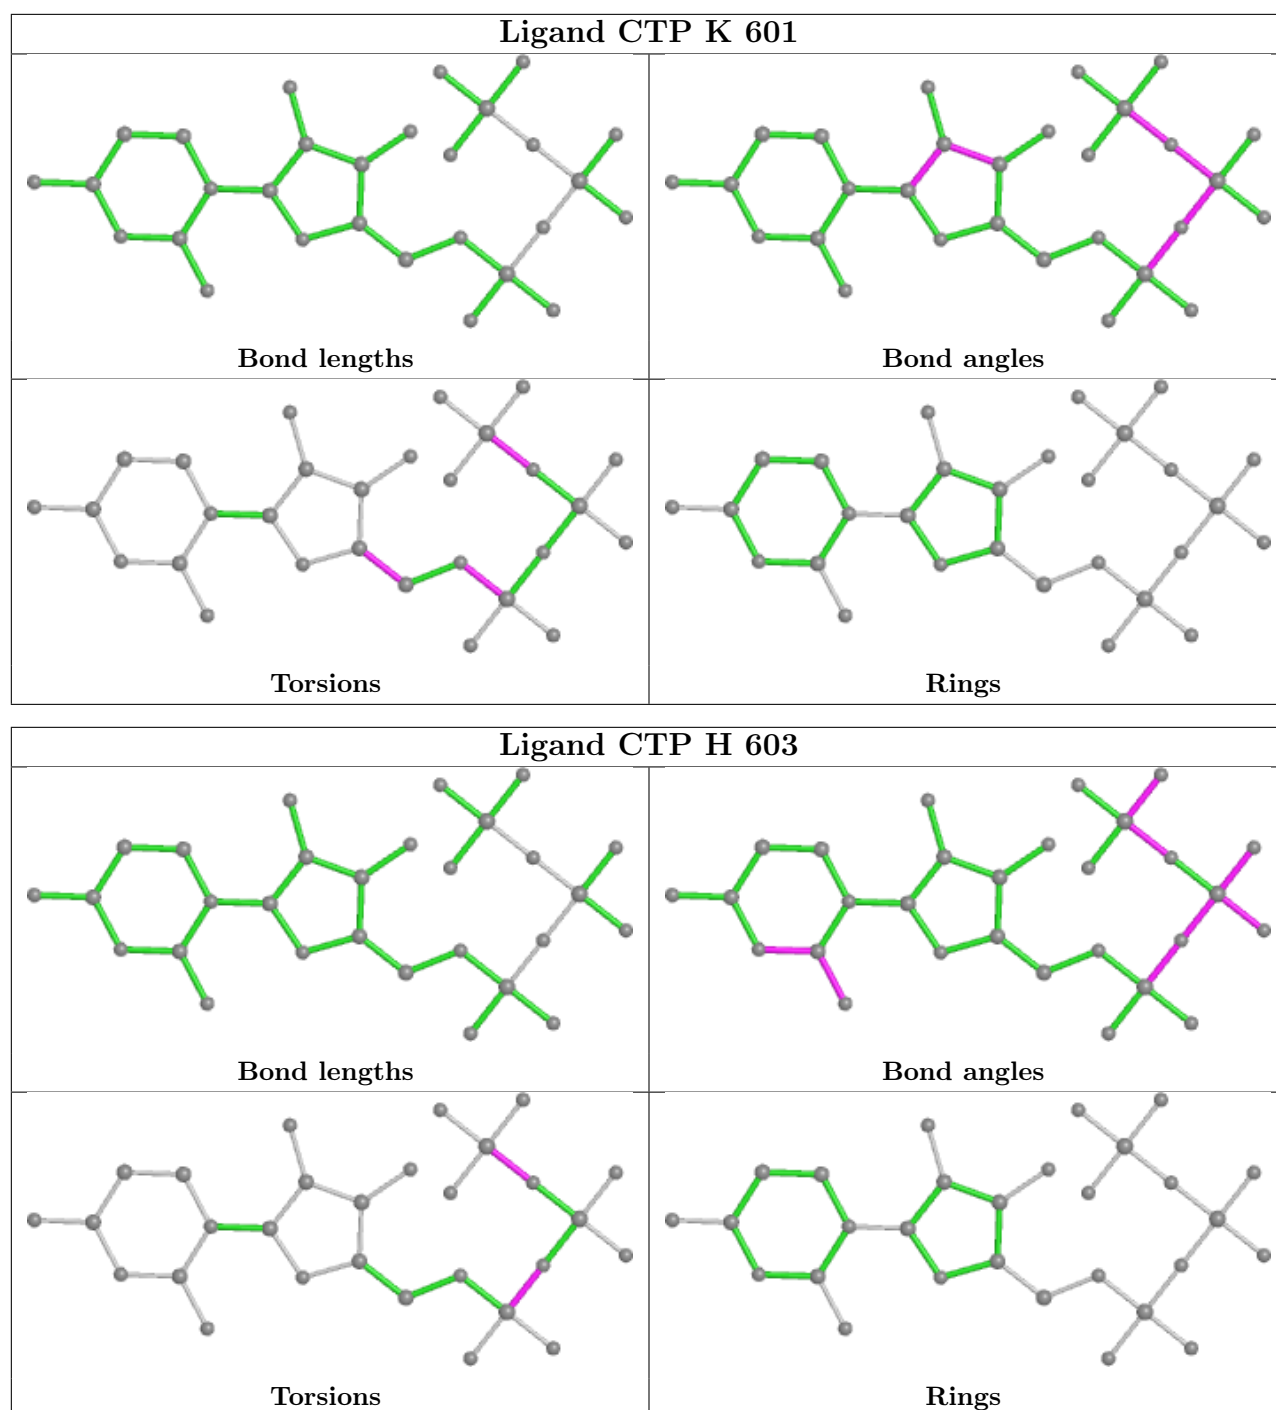 Ligand CTP K 601
Bond lengths
Bond angles
Torsions
Rings
Ligand CTP H 603
Bond lengths
Bond angles
Torsions
Rings